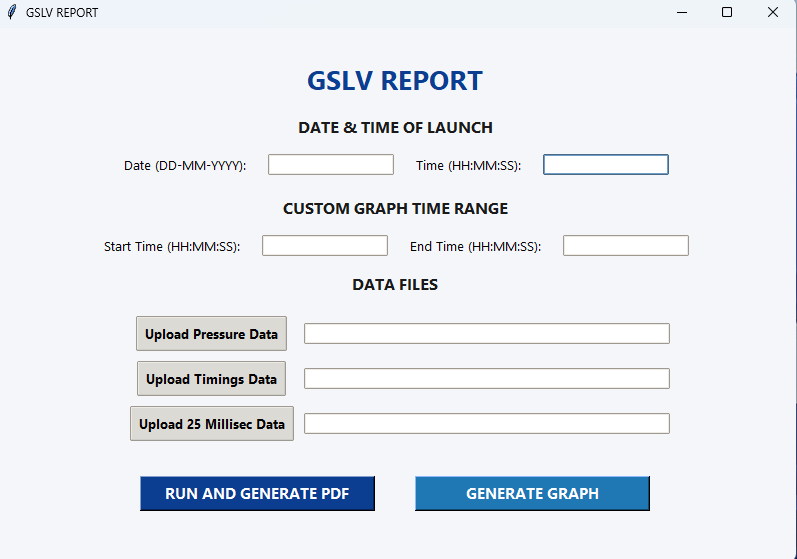 GSLV REPORT
GSLV REPORT
DATE & TIME OF LAUNCH
Date (DD-MM-YYYY): Time (HH:MM:SS):
CUSTOM GRAPH TIME RANGE
Start Time (HH:MM:SS): End Time (HH:MM:SS):
DATA FILES
Upload Pressure Data
Upload Timings Data
Upload 25 Millisec Data
RUN AND GENERATE PDF GENERATE GRAPH